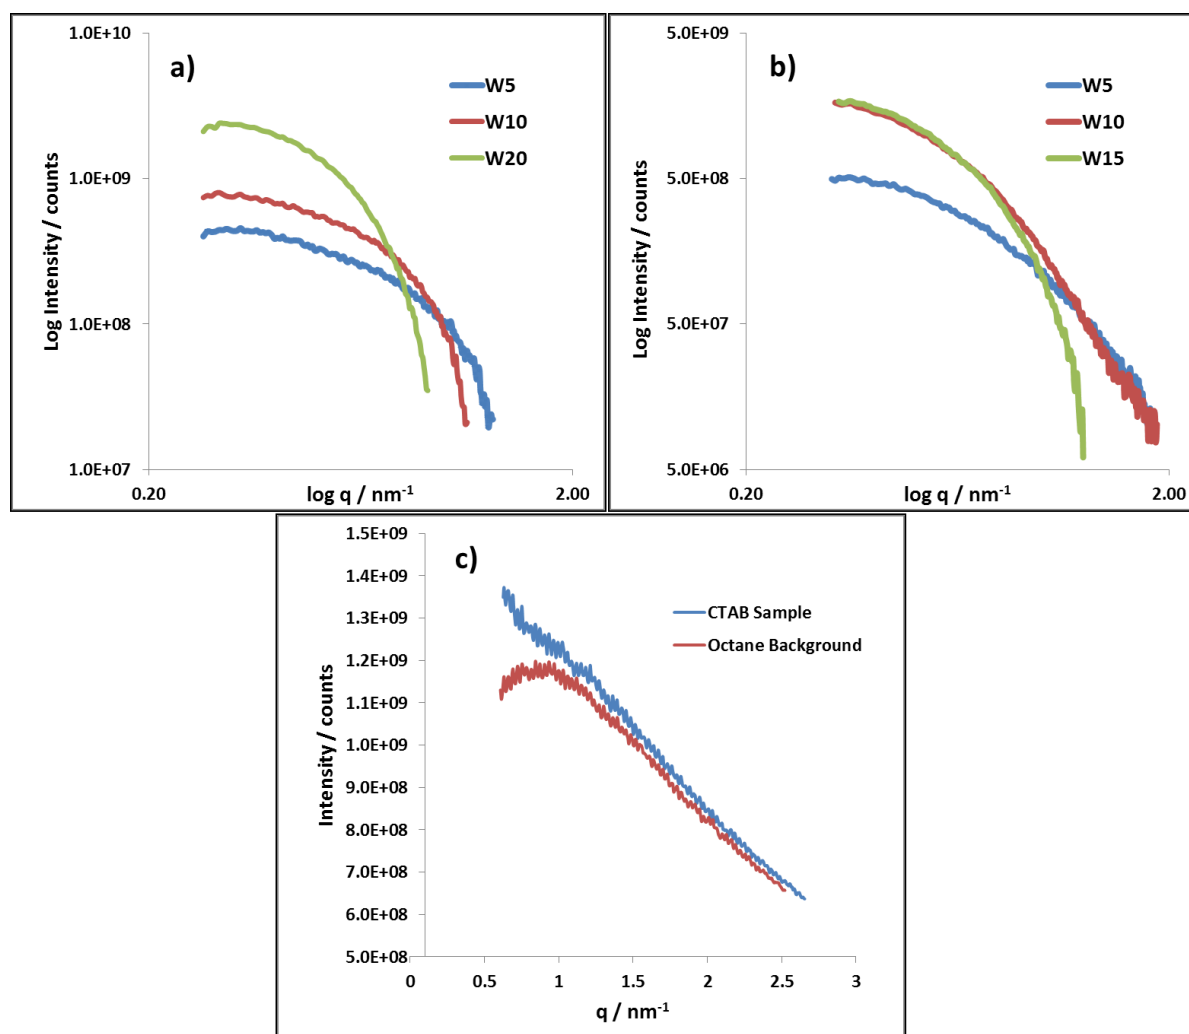 a)
1.0E+10
1.0E+09
1.0E+08
1.0E+07
Log Intensity / counts
W5
W10
W20
0.20
2.00
log q / nm⁻¹
b)
5.0E+09
5.0E+08
5.0E+07
5.0E+06
Log Intensity / counts
W5
W10
W15
0.20
2.00
log q / nm⁻¹
c)
1.5E+09
1.4E+09
1.3E+09
1.2E+09
1.1E+09
1.0E+09
9.0E+08
8.0E+08
7.0E+08
6.0E+08
5.0E+08
Intensity / counts
CTAB Sample
Octane Background
0
0.5
1
1.5
2
2.5
3
q / nm⁻¹